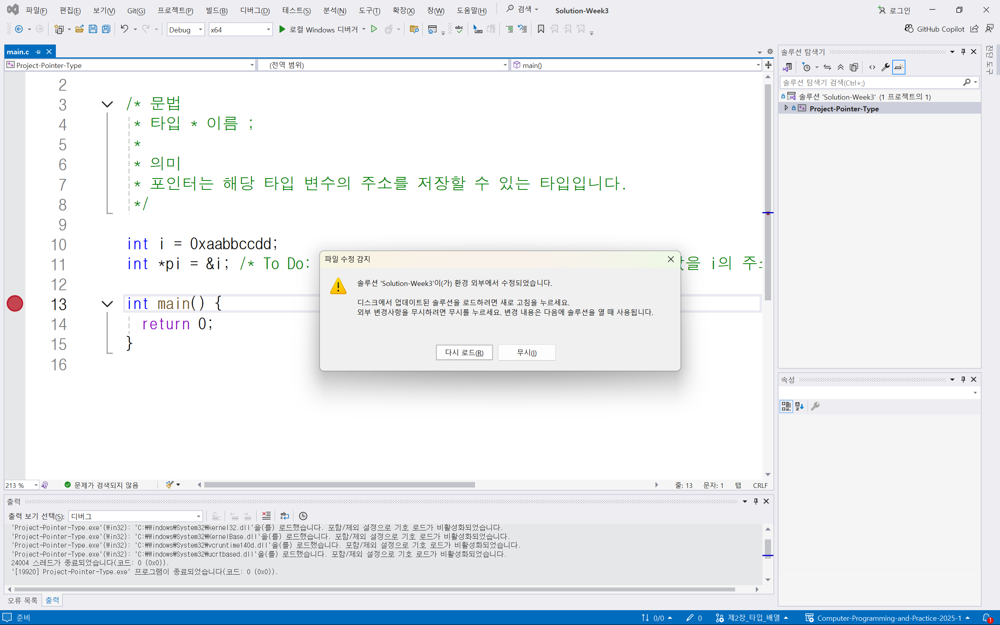 파일(F) 편집(E) 보기(V) Git(G) 프로젝트(P) 빌드(B) 디버그(D) 테스트(S) 분석(N) 도구(T) 확장(X) 창(W) 도움말(H) 검색 Solution-Week3 로그인
Debug x64 로컬 Windows 디버거 GitHub Copilot
main.c
Project-Pointer-Type (전역 범위) main()
2
3 /* 문법
4 * 타입 * 이름 ;
5 *
6 * 의미
7 * 포인터는 해당 타입 변수의 주소를 저장할 수 있는 타입입니다.
8 */
9
10 int i = 0xaabbccdd;
11 int *pi = &i; /* To Do: 을 i의 주
12
13 int main() {
14 return 0;
15 }
16
파일 수정 감지
솔루션 'Solution-Week3'이(가) 환경 외부에서 수정되었습니다.
디스크에서 업데이트된 솔루션을 로드하려면 새로 고침을 누르세요.
외부 변경사항을 무시하려면 무시를 누르세요. 변경 내용은 다음에 솔루션을 열 때 사용됩니다.
다시 로드(R) 무시(I)
213 % 문제가 검색되지 않음 줄: 13 문자: 1 탭 CRLF
출력
출력 보기 선택(S): 디버그
'Project-Pointer-Type.exe'(Win32): 'C:₩Windows₩System32₩kernel32.dll'을(를) 로드했습니다. 포함/제외 설정으로 기호 로드가 비활성화되었습니다.
'Project-Pointer-Type.exe'(Win32): 'C:₩Windows₩System32₩KernelBase.dll'을(를) 로드했습니다. 포함/제외 설정으로 기호 로드가 비활성화되었습니다.
'Project-Pointer-Type.exe'(Win32): 'C:₩Windows₩System32₩vcruntime140d.dll'을(를) 로드했습니다. 포함/제외 설정으로 기호 로드가 비활성화되었습니다.
'Project-Pointer-Type.exe'(Win32): 'C:₩Windows₩System32₩ucrtbased.dll'을(를) 로드했습니다. 포함/제외 설정으로 기호 로드가 비활성화되었습니다.
24004 스레드가 종료되었습니다(코드: 0 (0x0)).
'[19920] Project-Pointer-Type.exe' 프로그램이 종료되었습니다(코드: 0 (0x0)).
오류 목록 출력
솔루션 탐색기
솔루션 탐색기 검색(Ctrl+;)
솔루션 'Solution-Week3' (1 프로젝트의 1)
Project-Pointer-Type
속성
진단 도구
준비 0/0 0 제2장_타입_배열 Computer-Programming-and-Practice-2025-1 1